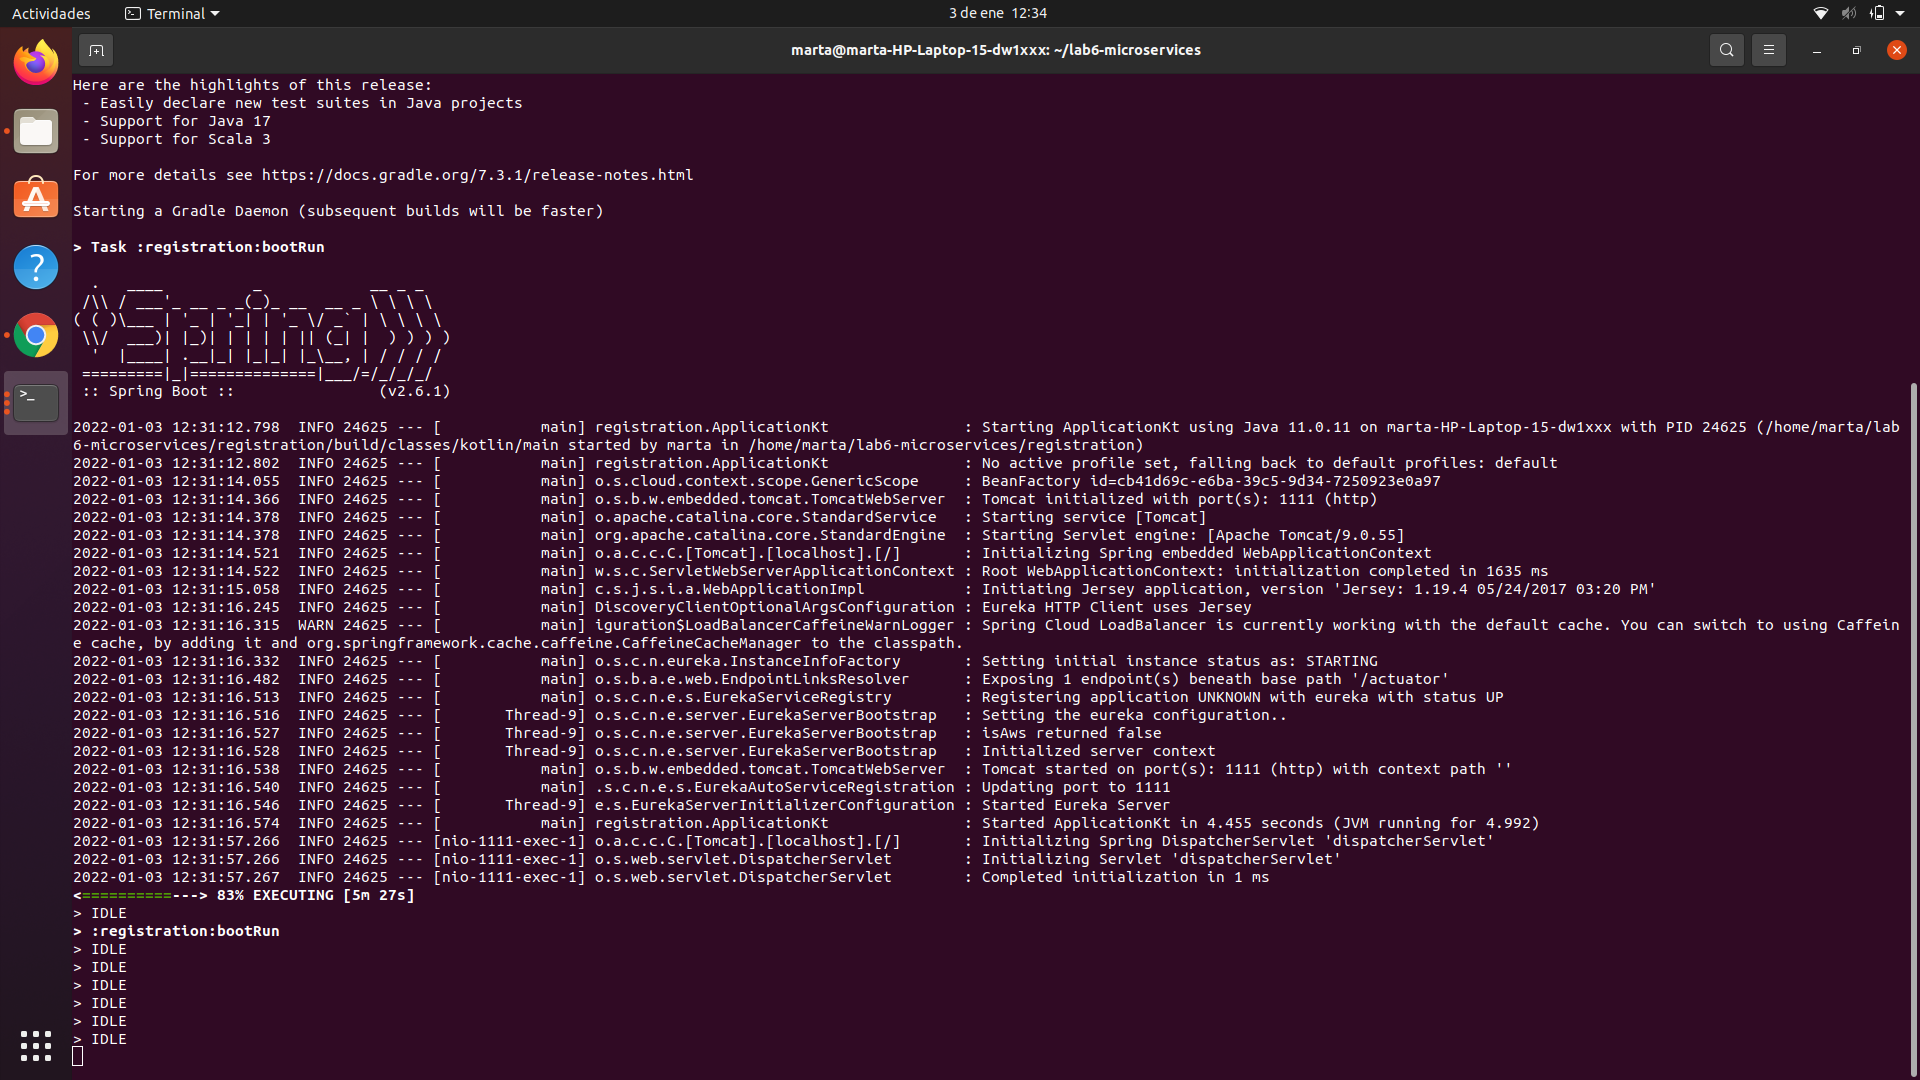 Actividades
Terminal
3 de ene 12:34
marta@marta-HP-Laptop-15-dw1xxx: ~/lab6-microservices
Here are the highlights of this release:
 - Easily declare new test suites in Java projects
 - Support for Java 17
 - Support for Scala 3
For more details see https://docs.gradle.org/7.3.1/release-notes.html
Starting a Gradle Daemon (subsequent builds will be faster)
> Task :registration:bootRun
  .   ____          _            __ _ _
 /\\ / ___'_ __ _ _(_)_ __  __ _ \ \ \ \
( ( )\___ | '_ | '_| | '_ \/ _` | \ \ \ \
 \\/  ___)| |_)| | | | | || (_| |  ) ) ) )
  '  |____| .__|_| |_|_| |_\__, | / / / /
 =========|_|==============|___/=/_/_/_/
 :: Spring Boot ::                (v2.6.1)
2022-01-03 12:31:12.798  INFO 24625 --- [           main] registration.ApplicationKt               : Starting ApplicationKt using Java 11.0.11 on marta-HP-Laptop-15-dw1xxx with PID 24625 (/home/marta/lab
6-microservices/registration/build/classes/kotlin/main started by marta in /home/marta/lab6-microservices/registration)
2022-01-03 12:31:12.802  INFO 24625 --- [           main] registration.ApplicationKt               : No active profile set, falling back to default profiles: default
2022-01-03 12:31:14.055  INFO 24625 --- [           main] o.s.cloud.context.scope.GenericScope     : BeanFactory id=cb41d69c-e6ba-39c5-9d34-7250923e0a97
2022-01-03 12:31:14.366  INFO 24625 --- [           main] o.s.b.w.embedded.tomcat.TomcatWebServer  : Tomcat initialized with port(s): 1111 (http)
2022-01-03 12:31:14.378  INFO 24625 --- [           main] o.apache.catalina.core.StandardService   : Starting service [Tomcat]
2022-01-03 12:31:14.378  INFO 24625 --- [           main] org.apache.catalina.core.StandardEngine  : Starting Servlet engine: [Apache Tomcat/9.0.55]
2022-01-03 12:31:14.521  INFO 24625 --- [           main] o.a.c.c.C.[Tomcat].[localhost].[/]       : Initializing Spring embedded WebApplicationContext
2022-01-03 12:31:14.522  INFO 24625 --- [           main] w.s.c.ServletWebServerApplicationContext : Root WebApplicationContext: initialization completed in 1635 ms
2022-01-03 12:31:15.058  INFO 24625 --- [           main] c.s.j.s.i.a.WebApplicationImpl           : Initiating Jersey application, version 'Jersey: 1.19.4 05/24/2017 03:20 PM'
2022-01-03 12:31:16.245  INFO 24625 --- [           main] DiscoveryClientOptionalArgsConfiguration : Eureka HTTP Client uses Jersey
2022-01-03 12:31:16.315  WARN 24625 --- [           main] iguration$LoadBalancerCaffeineWarnLogger : Spring Cloud LoadBalancer is currently working with the default cache. You can switch to using Caffein
e cache, by adding it and org.springframework.cache.caffeine.CaffeineCacheManager to the classpath.
2022-01-03 12:31:16.332  INFO 24625 --- [           main] o.s.c.n.eureka.InstanceInfoFactory       : Setting initial instance status as: STARTING
2022-01-03 12:31:16.482  INFO 24625 --- [           main] o.s.b.a.e.web.EndpointLinksResolver      : Exposing 1 endpoint(s) beneath base path '/actuator'
2022-01-03 12:31:16.513  INFO 24625 --- [           main] o.s.c.n.e.s.EurekaServiceRegistry        : Registering application UNKNOWN with eureka with status UP
2022-01-03 12:31:16.516  INFO 24625 --- [       Thread-9] o.s.c.n.e.server.EurekaServerBootstrap   : Setting the eureka configuration..
2022-01-03 12:31:16.527  INFO 24625 --- [       Thread-9] o.s.c.n.e.server.EurekaServerBootstrap   : isAws returned false
2022-01-03 12:31:16.528  INFO 24625 --- [       Thread-9] o.s.c.n.e.server.EurekaServerBootstrap   : Initialized server context
2022-01-03 12:31:16.538  INFO 24625 --- [           main] o.s.b.w.embedded.tomcat.TomcatWebServer  : Tomcat started on port(s): 1111 (http) with context path ''
2022-01-03 12:31:16.540  INFO 24625 --- [           main] .s.c.n.e.s.EurekaAutoServiceRegistration : Updating port to 1111
2022-01-03 12:31:16.546  INFO 24625 --- [       Thread-9] e.s.EurekaServerInitializerConfiguration : Started Eureka Server
2022-01-03 12:31:16.574  INFO 24625 --- [           main] registration.ApplicationKt               : Started ApplicationKt in 4.455 seconds (JVM running for 4.992)
2022-01-03 12:31:57.266  INFO 24625 --- [nio-1111-exec-1] o.a.c.c.C.[Tomcat].[localhost].[/]       : Initializing Spring DispatcherServlet 'dispatcherServlet'
2022-01-03 12:31:57.266  INFO 24625 --- [nio-1111-exec-1] o.s.web.servlet.DispatcherServlet        : Initializing Servlet 'dispatcherServlet'
2022-01-03 12:31:57.267  INFO 24625 --- [nio-1111-exec-1] o.s.web.servlet.DispatcherServlet        : Completed initialization in 1 ms
<==========---> 83% EXECUTING [5m 27s]
> IDLE
> :registration:bootRun
> IDLE
> IDLE
> IDLE
> IDLE
> IDLE
> IDLE